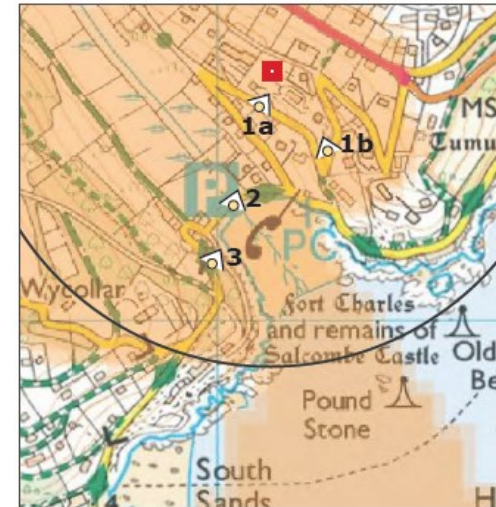 1a
1b
MS
Tumu
P
2
PC
3
Wycollar
Fort Charles
and remains of
Salcombe Castle
Old
Be
Pound
Stone
South
Sands
H
4